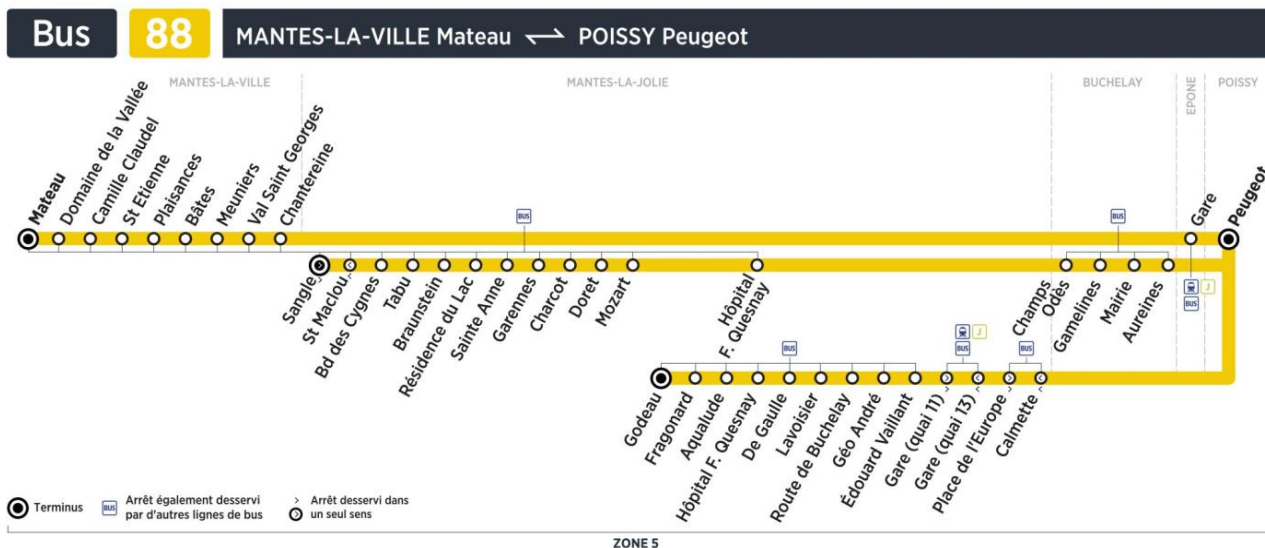 Bus 88 MANTES-LA-VILLE Mateau POISSY Peugeot
MANTES-LA-VILLE MANTES-LA-JOLIE BUCHELAY EPONE POISSY
Mateau
Domaine de la Vallée
Camille Claudel
St Etienne
Plaisances
Bâtes
Meuniers
Val Saint Georges
Chantereine
Gare
Peugeot
BUS
BUS
Sangle
St Maclou
Bd des Cygnes
Tabu
Braunstein
Résidence du Lac
Sainte Anne
Garennes
Charcot
Doret
Mozart
Hôpital
F. Quesnay
Champs
Odès
Gamelines
Mairie
Aureines
J
BUS
J
BUS
BUS
BUS
Godeau
Fragonard
Aqualude
Hôpital F. Quesnay
De Gaulle
Lavoisier
Route de Buchelay
Géo André
Édouard Vaillant
Gare (quai 11)
Gare (quai 13)
Place de l'Europe
Calmette
Terminus
BUS
Arrêt également desservi
par d'autres lignes de bus
Arrêt desservi dans
un seul sens
ZONE 5